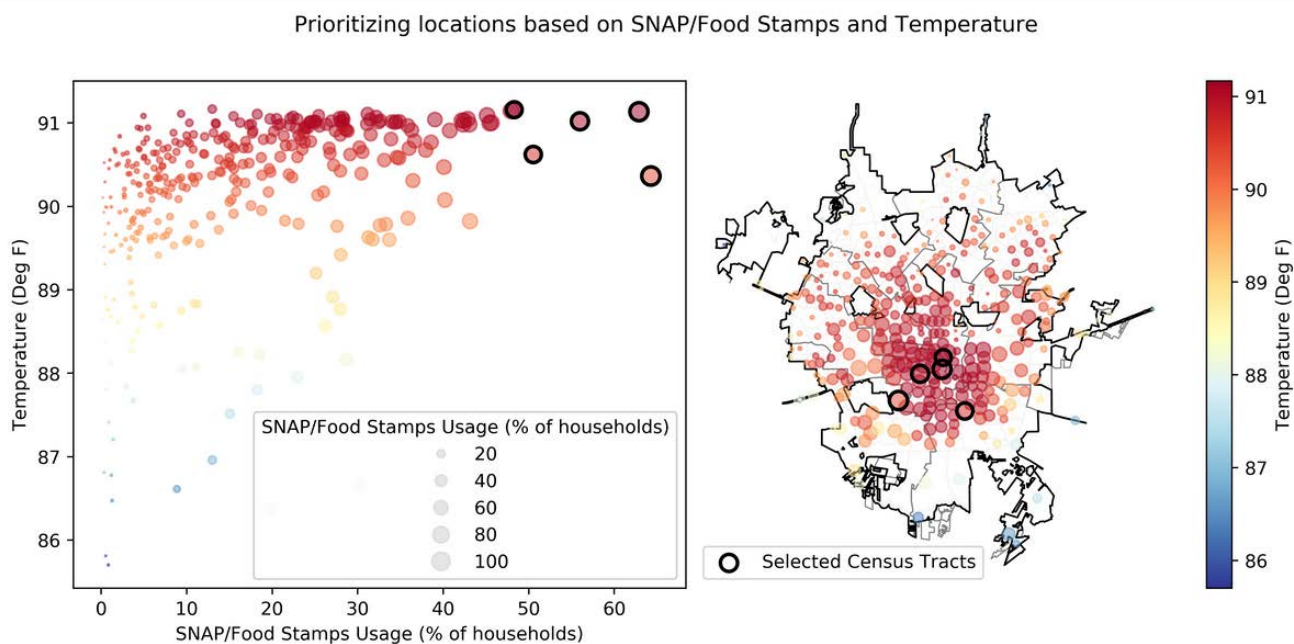 Prioritizing locations based on SNAP/Food Stamps and Temperature
Temperature (Deg F)
91
90
89
88
87
86
0 10 20 30 40 50 60
SNAP/Food Stamps Usage (% of households)
SNAP/Food Stamps Usage (% of households)
20
40
60
80
100
Selected Census Tracts
91
90
89
88
87
86
Temperature (Deg F)